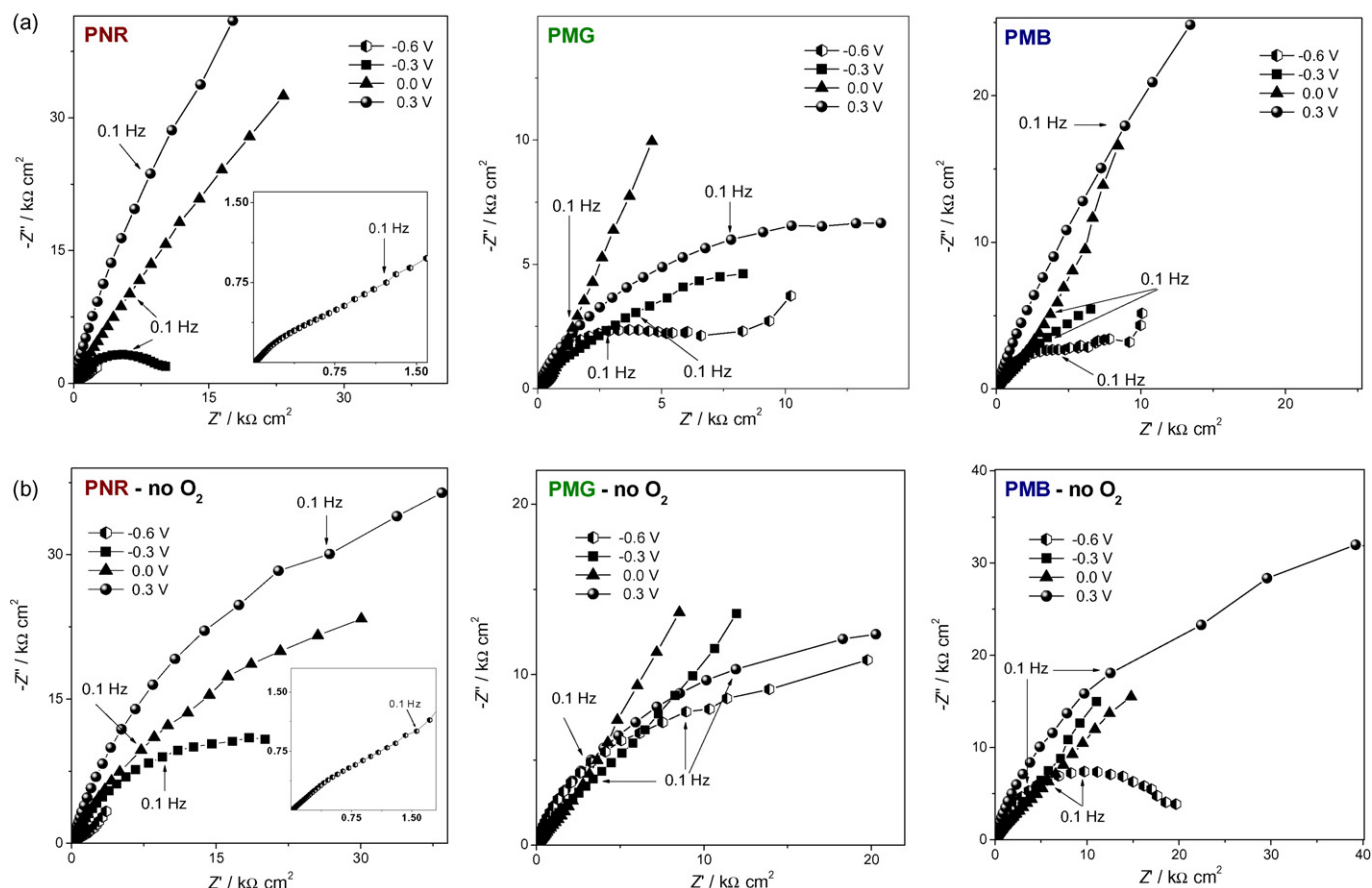 (a)
PNR
-0.6 V
-0.3 V
0.0 V
0.3 V
0.1 Hz
0.1 Hz
30
15
0
0 15 30
-Z'' / kΩ cm²
Z' / kΩ cm²
1.50
0.75
0.75 1.50
0.1 Hz
PMG
-0.6 V
-0.3 V
0.0 V
0.3 V
0.1 Hz
0.1 Hz
0.1 Hz
0.1 Hz
10
5
0
0 5 10
-Z'' / kΩ cm²
Z' / kΩ cm²
PMB
-0.6 V
-0.3 V
0.0 V
0.3 V
0.1 Hz
0.1 Hz
0.1 Hz
20
15
10
5
0
0 10 20
-Z'' / kΩ cm²
Z' / kΩ cm²
(b)
PNR - no O₂
-0.6 V
-0.3 V
0.0 V
0.3 V
0.1 Hz
0.1 Hz
0.1 Hz
30
15
0
0 15 30
-Z'' / kΩ cm²
Z' / kΩ cm²
1.50
0.75
0.75 1.50
0.1 Hz
PMG - no O₂
-0.6 V
-0.3 V
0.0 V
0.3 V
0.1 Hz
0.1 Hz
20
10
0
0 5 10 15 20
-Z'' / kΩ cm²
Z' / kΩ cm²
PMB - no O₂
-0.6 V
-0.3 V
0.0 V
0.3 V
0.1 Hz
0.1 Hz
40
30
20
10
0
0 10 20 30 40
-Z'' / kΩ cm²
Z' / kΩ cm²